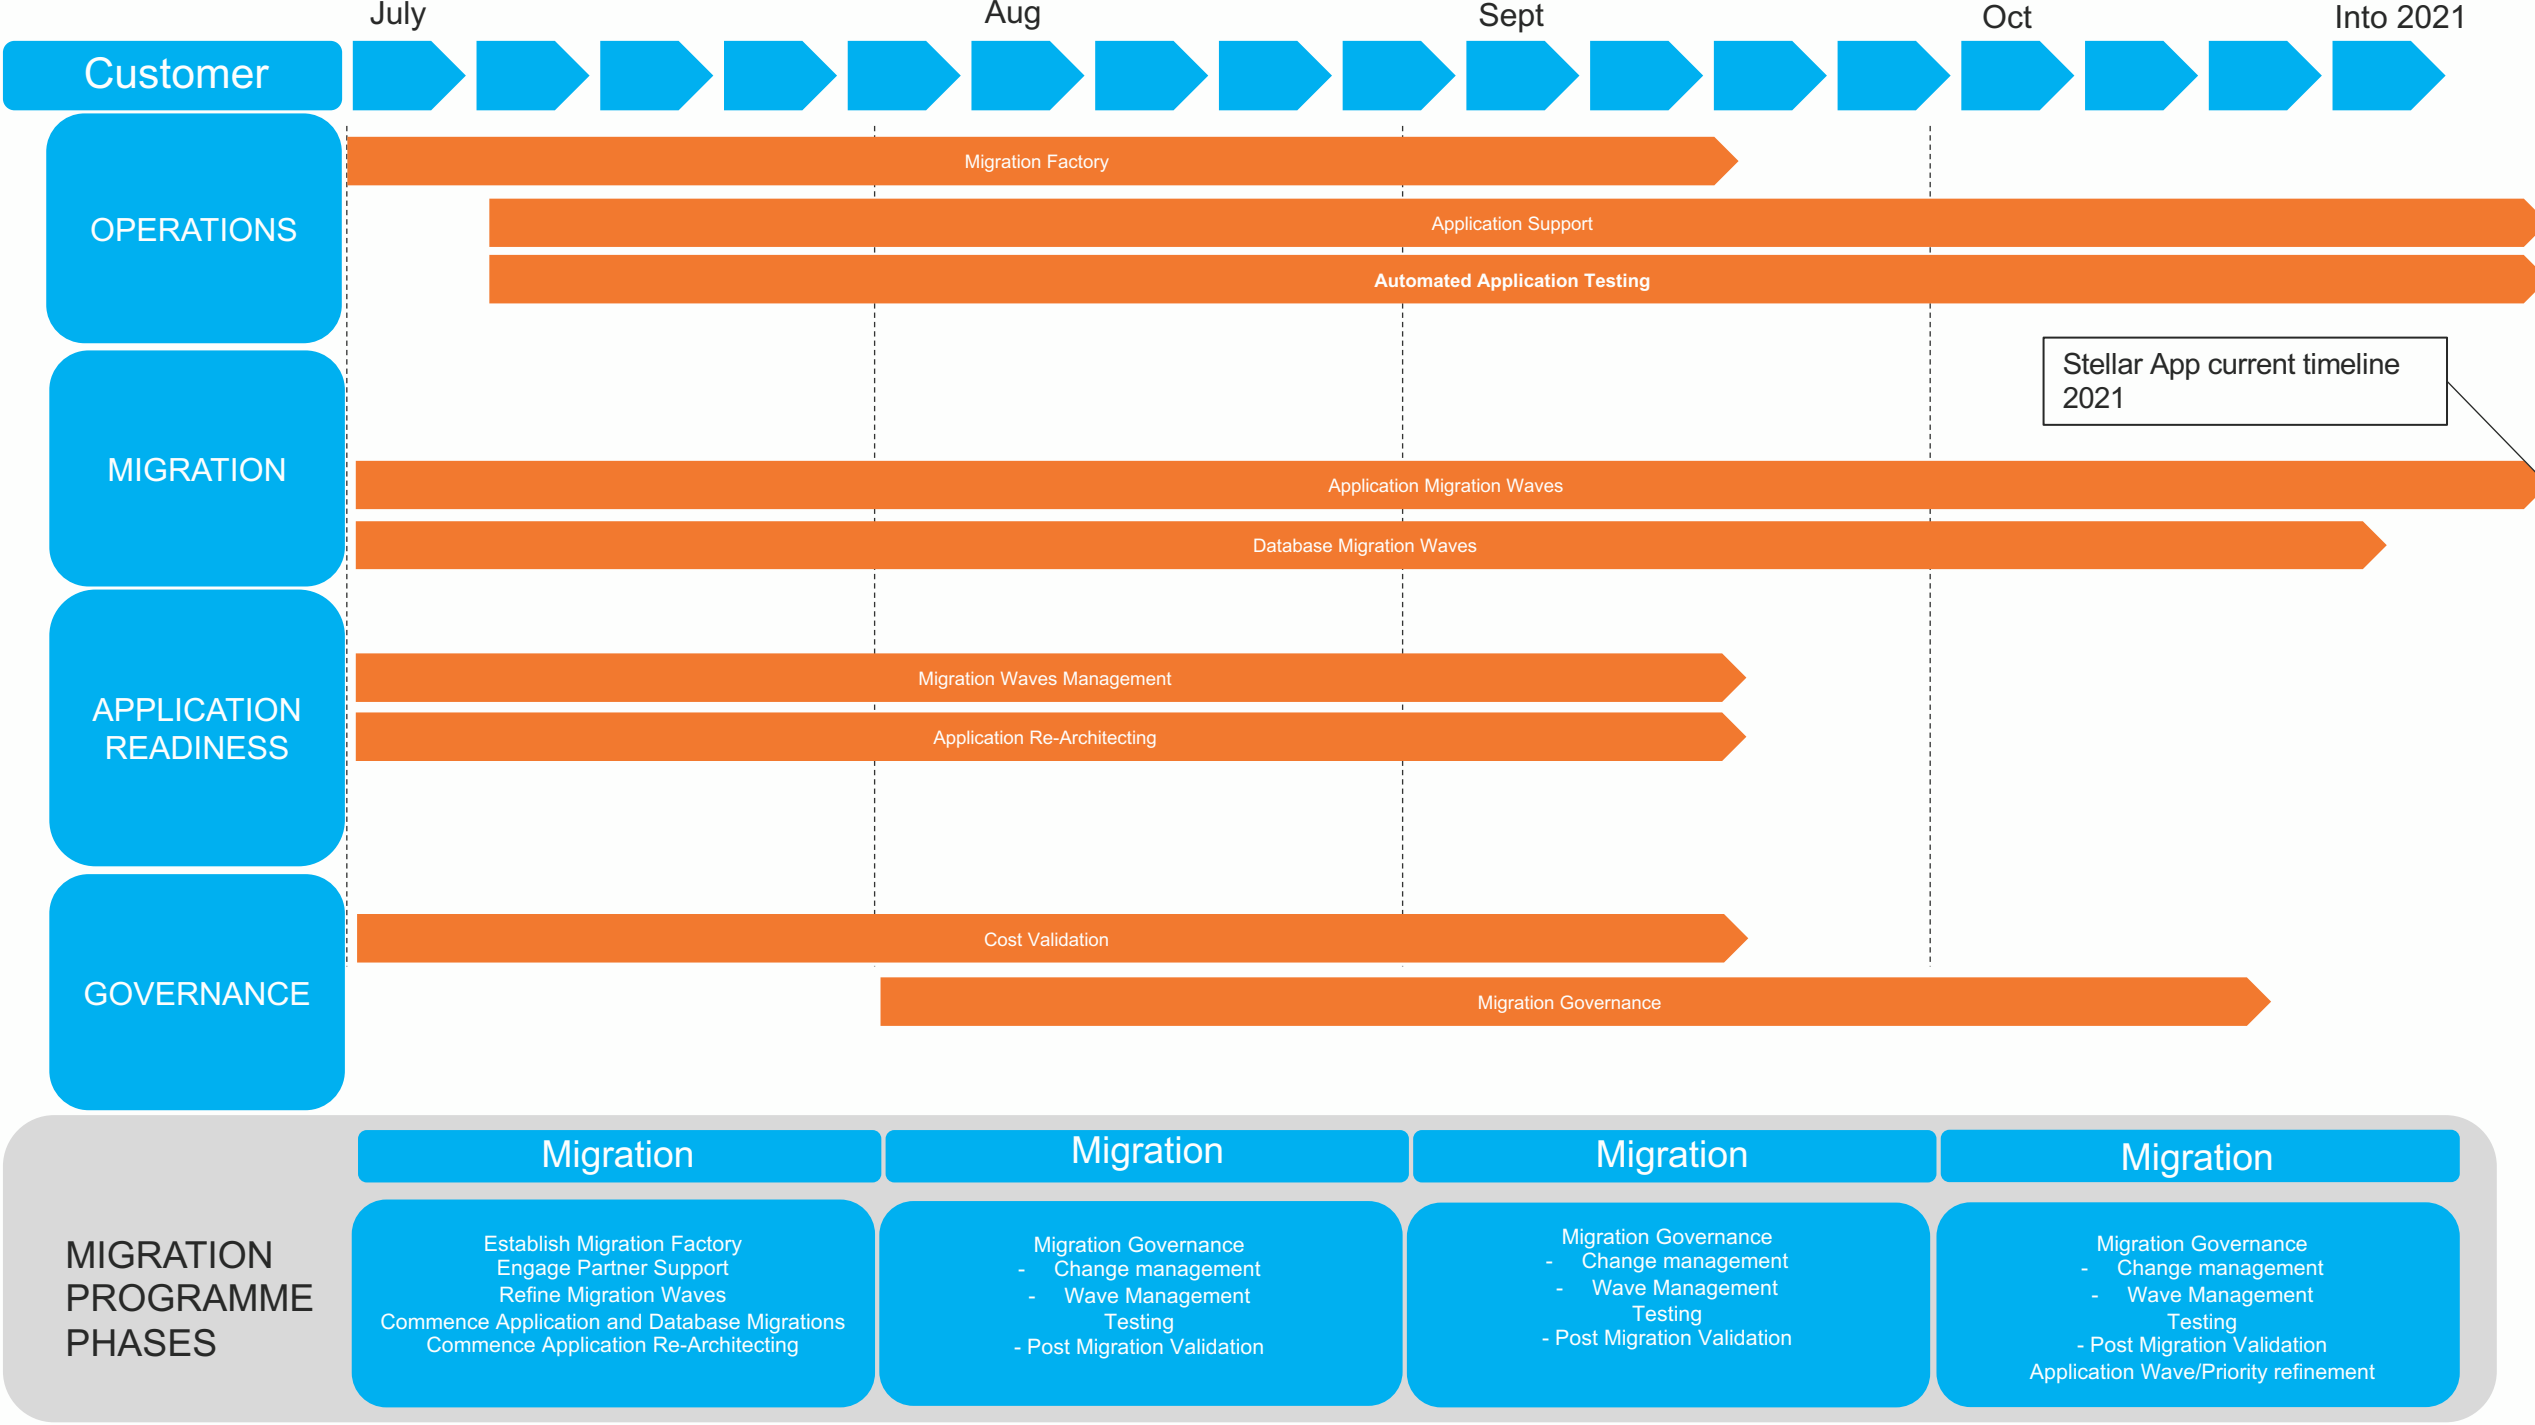 July
Aug
Sept
Oct
Into 2021
Customer
OPERATIONS
Migration Factory
Application Support
Automated Application Testing
Stellar App current timeline
2021
MIGRATION
Application Migration Waves
Database Migration Waves
APPLICATION
READINESS
Migration Waves Management
Application Re-Architecting
GOVERNANCE
Cost Validation
Migration Governance
MIGRATION
PROGRAMME
PHASES
Migration
Establish Migration Factory
Engage Partner Support
Refine Migration Waves
Commence Application and Database Migrations
Commence Application Re-Architecting
Migration
Migration Governance
- Change management
- Wave Management
Testing
- Post Migration Validation
Migration
Migration Governance
- Change management
- Wave Management
Testing
- Post Migration Validation
Migration
Migration Governance
- Change management
- Wave Management
Testing
- Post Migration Validation
Application Wave/Priority refinement